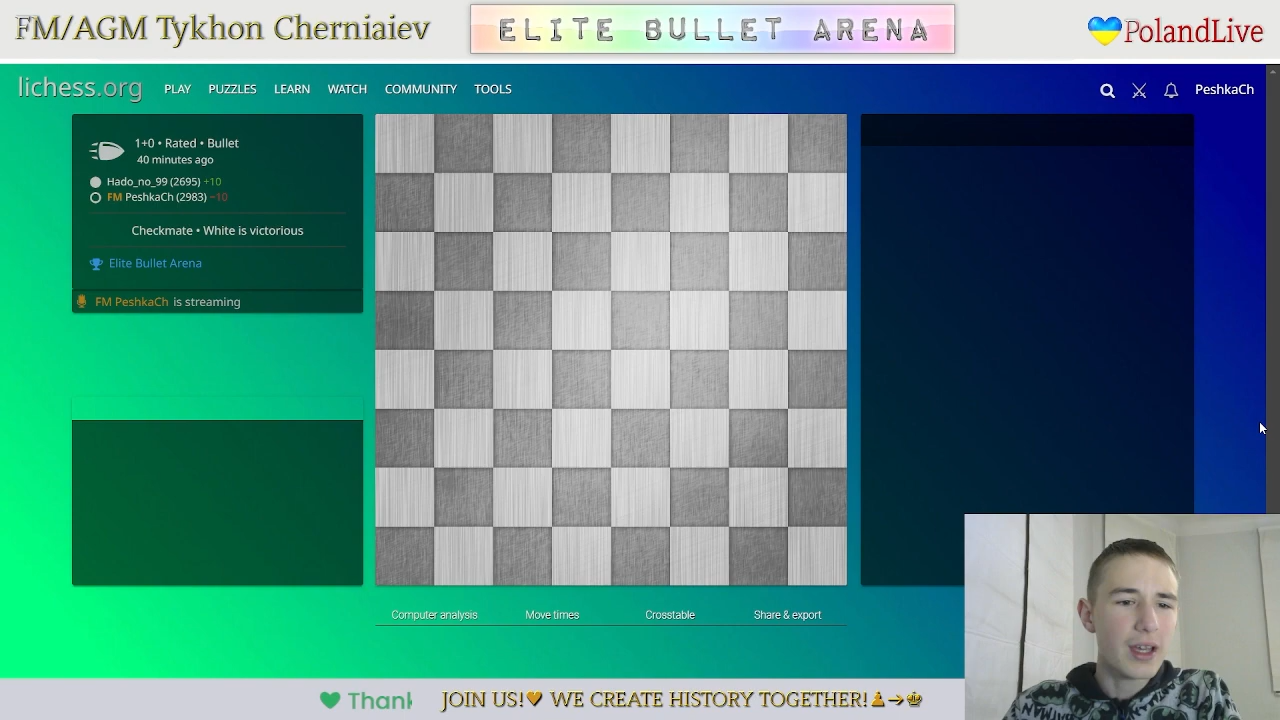 FM/AGM Tykhon Cherniaiev
ELITE BULLET ARENA
PolandLive
lichess.org PLAY PUZZLES LEARN WATCH COMMUNITY TOOLS PeshkaCh
1+0 • Rated • Bullet
40 minutes ago
Hado_no_99 (2695) +10
FM PeshkaCh (2983) −10
Checkmate • White is victorious
Elite Bullet Arena
FM PeshkaCh is streaming
Computer analysis Move times Crosstable Share & export
Thank JOIN US!🧡 WE CREATE HISTORY TOGETHER!♟→♚